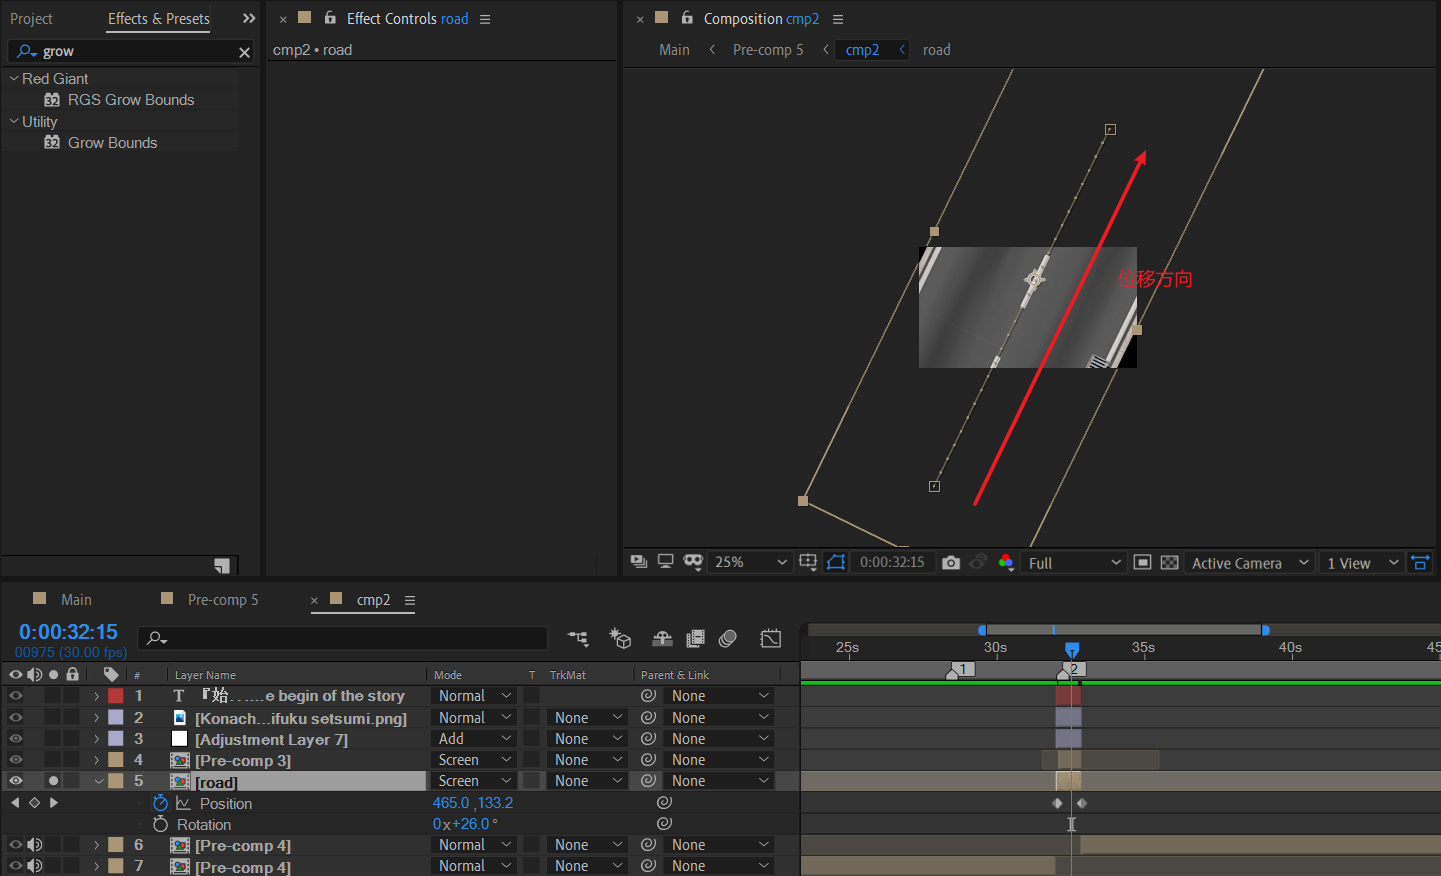 Project
Effects & Presets
grow
Red Giant
32 RGS Grow Bounds
Utility
32 Grow Bounds
Effect Controls road
cmp2 • road
Composition cmp2
Main
Pre-comp 5
cmp2
road
位移方向
25%
0:00:32:15
Full
Active Camera
1 View
Main
Pre-comp 5
cmp2
0:00:32:15
00975 (30.00 fps)
25s
30s
35s
40s
45
1
2
# Layer Name Mode T TrkMat Parent & Link
1 T 『始......e begin of the story Normal None
2 [Konach...ifuku setsumi.png] Normal None None
3 [Adjustment Layer 7] Add None None
4 [Pre-comp 3] Screen None None
5 [road] Screen None None
Position 465.0 ,133.2
Rotation 0x+26.0 °
6 [Pre-comp 4] Normal None None
7 [Pre-comp 4] Normal None None